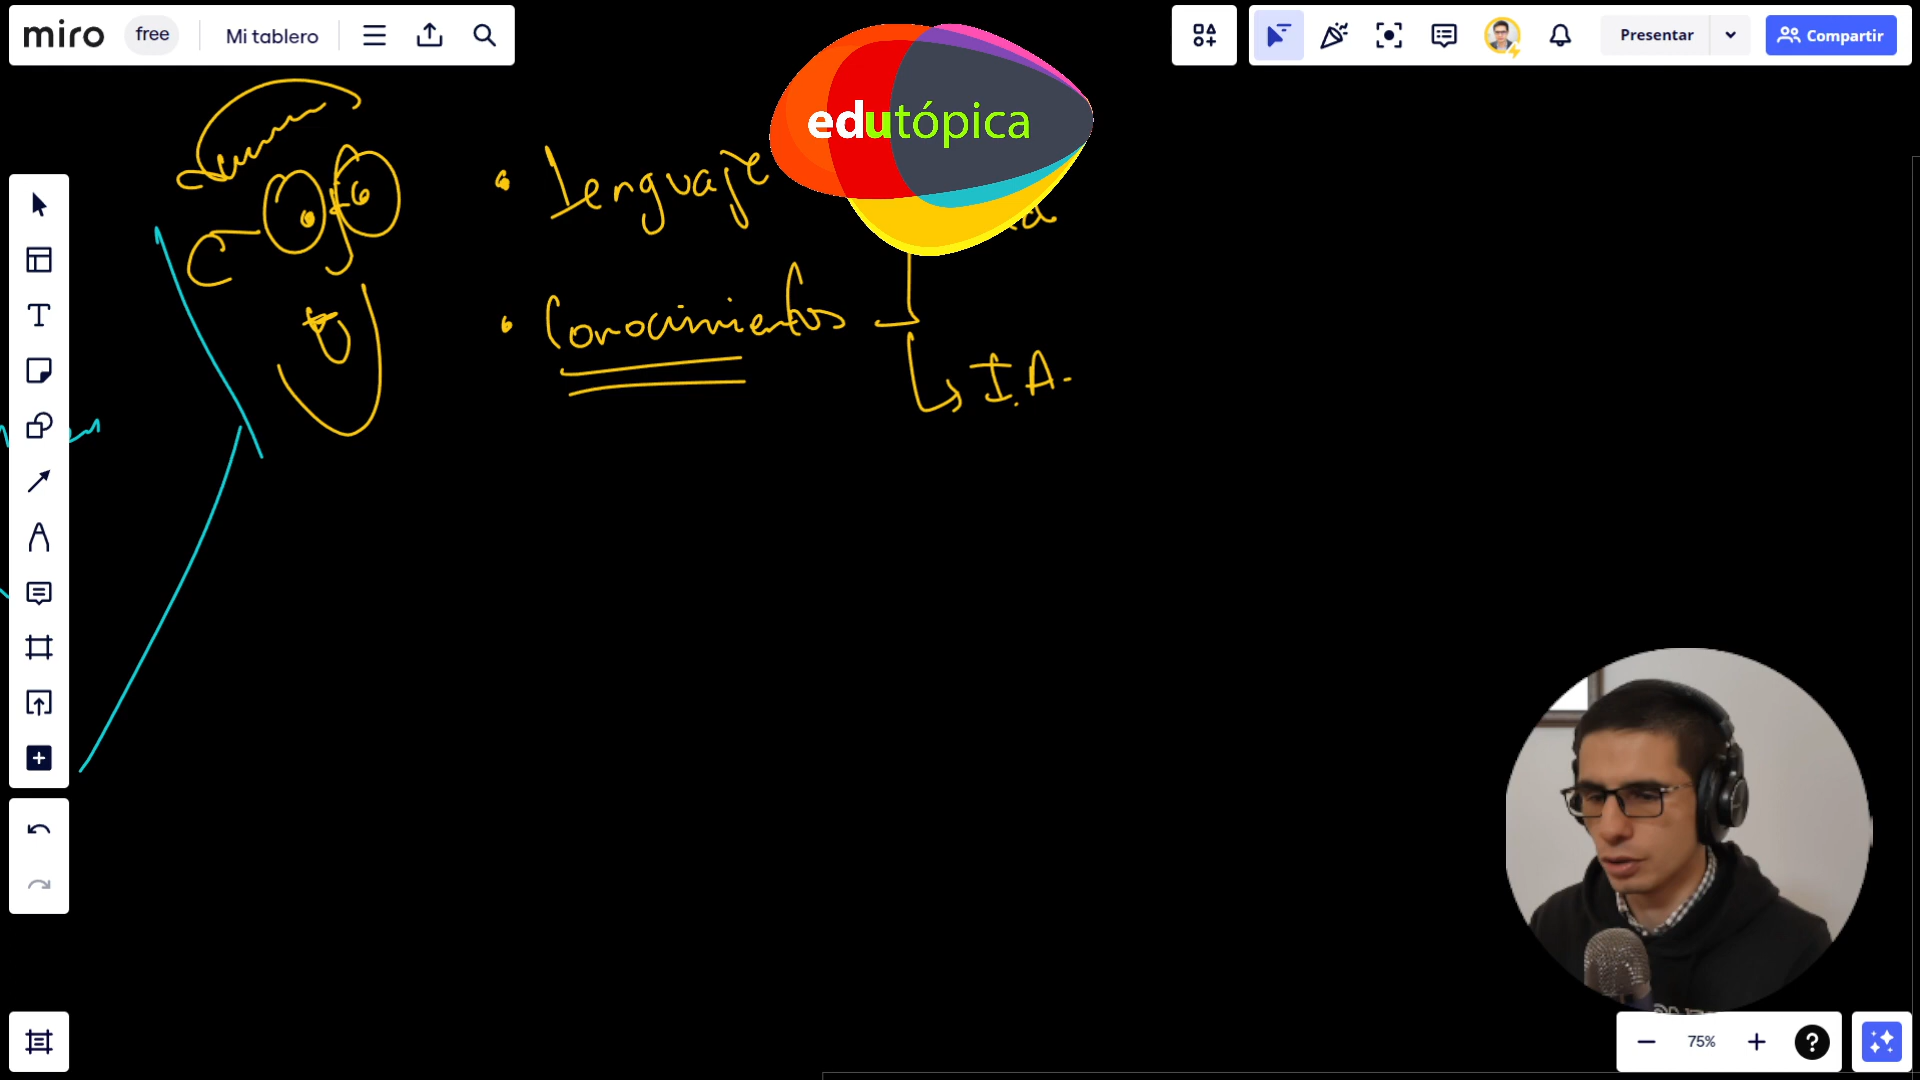 miro free Mi tablero
Presentar
Compartir
edutópica
• Lenguaje
• Conocimientos
I.A.
75%